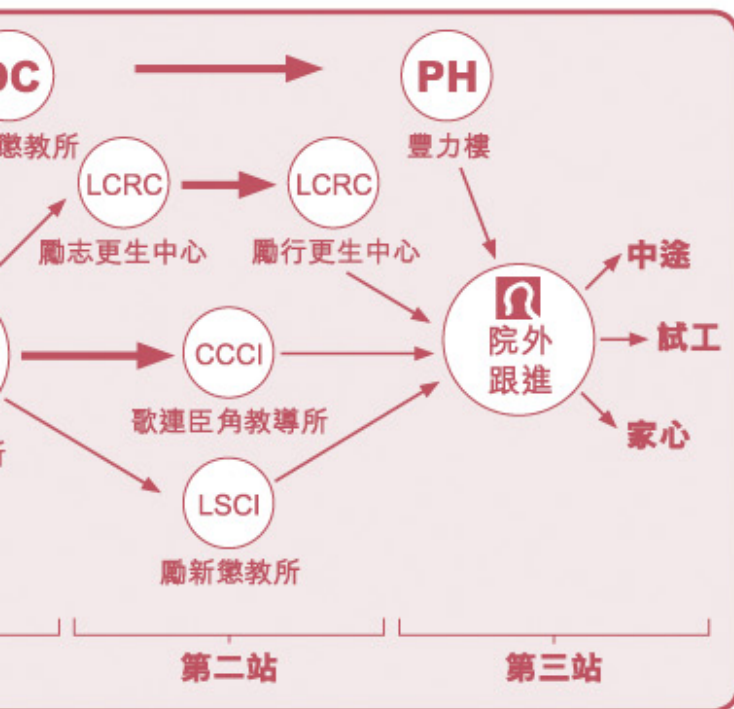 DC
PH
懲教所
豐力樓
LCRC
LCRC
勵志更生中心
勵行更生中心
中途
院外
跟進
試工
CCCI
歌連臣角教導所
家心
所
LSCI
勵新懲教所
第二站
第三站